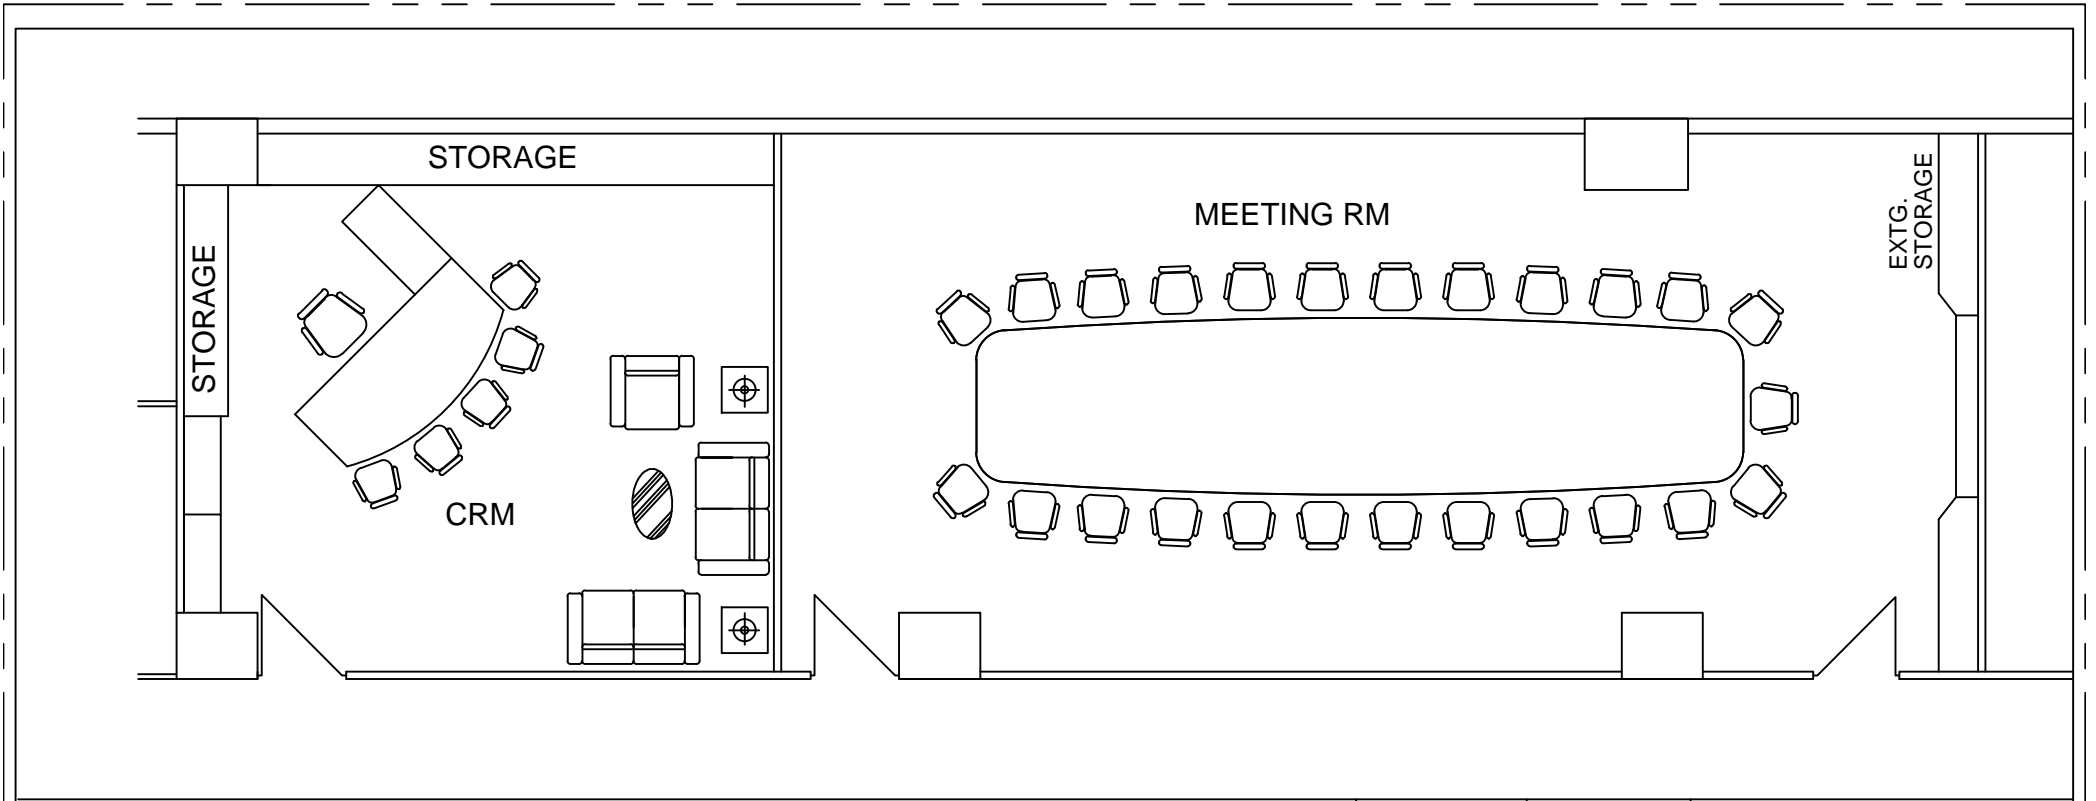 STORAGE
MEETING RM
EXTG.
STORAGE
STORAGE
CRM